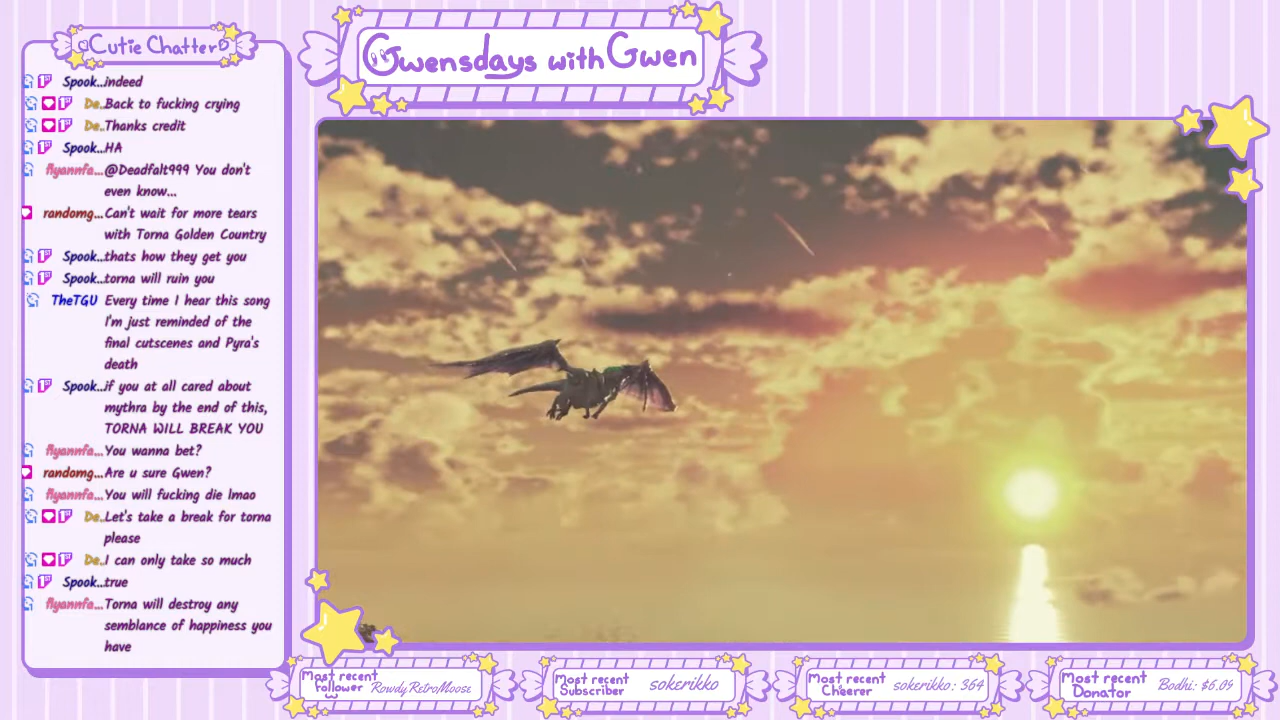 Cutie Chatter
Gwensdays with Gwen
Spook...indeed
De..Back to fucking crying
De..Thanks credit
Spook...HA
flyannfa...@Deadfalt999 You don't
even know...
randomg...Can't wait for more tears
with Torna Golden Country
Spook...thats how they get you
Spook...torna will ruin you
TheTGU Every time I hear this song
I'm just reminded of the
final cutscenes and Pyra's
death
Spook...if you at all cared about
mythra by the end of this,
TORNA WILL BREAK YOU
flyannfa...You wanna bet?
randomg...Are u sure Gwen?
flyannfa...You will fucking die lmao
De..Let's take a break for torna
please
De..I can only take so much
Spook...true
flyannfa...Torna will destroy any
semblance of happiness you
have
Most recent
Follower RowdyRetroMoose
Most recent
Subscriber sokerikko
Most recent
Cheerer sokerikko: 364
Most recent
Donator Bodhi: $6.09